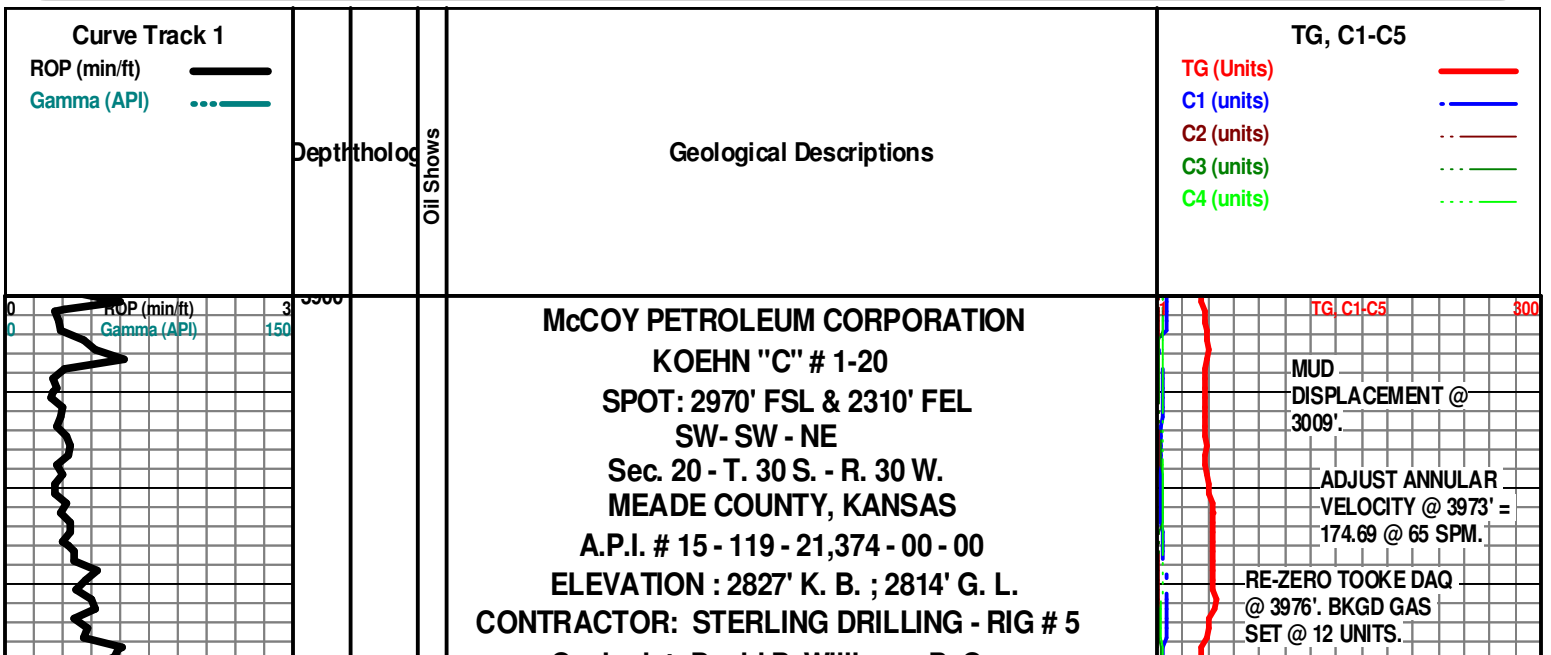 Curve Track 1
ROP (min/ft)
Gamma (API)
Depth
tholog
Oil Shows
Geological Descriptions
TG, C1-C5
TG (Units)
C1 (units)
C2 (units)
C3 (units)
C4 (units)
0 ROP (min/ft) 3
0 Gamma (API) 150
3900
1 TG, C1-C5 300
McCOY PETROLEUM CORPORATION
KOEHN "C" # 1-20
SPOT: 2970' FSL & 2310' FEL
SW- SW - NE
Sec. 20 - T. 30 S. - R. 30 W.
MEADE COUNTY, KANSAS
A.P.I. # 15 - 119 - 21,374 - 00 - 00
ELEVATION : 2827' K. B. ; 2814' G. L.
CONTRACTOR: STERLING DRILLING - RIG # 5
MUD
DISPLACEMENT @
3009'.
ADJUST ANNULAR
VELOCITY @ 3973' =
174.69 @ 65 SPM.
RE-ZERO TOOKE DAQ
@ 3976'. BKGD GAS
SET @ 12 UNITS.